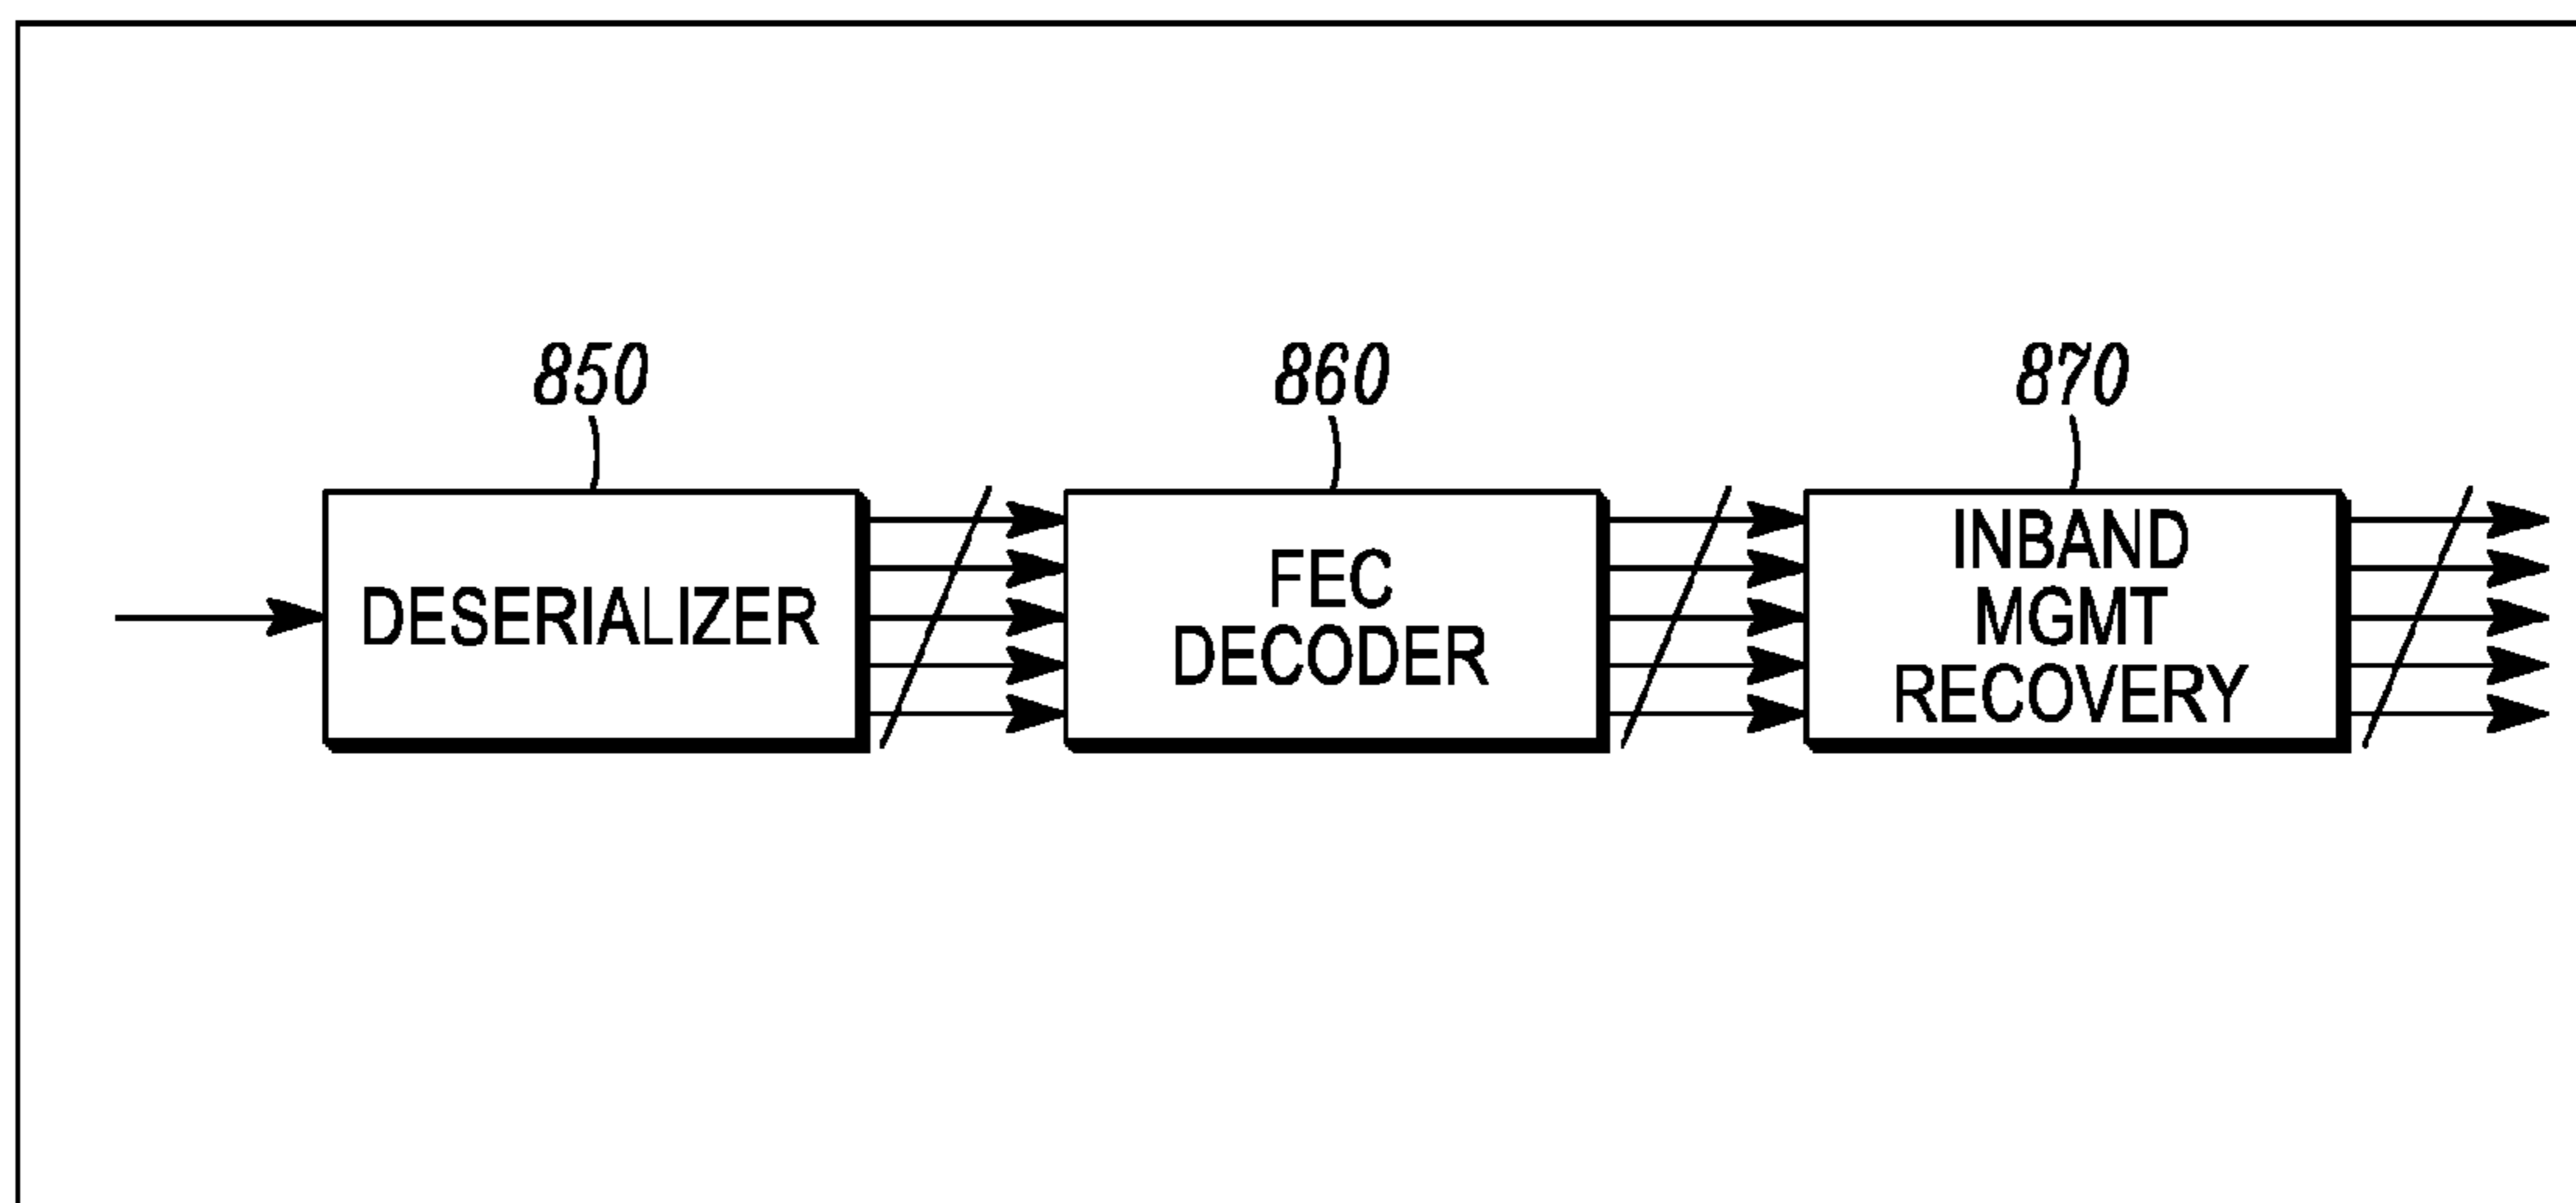 850
860
870
DESERIALIZER
FEC
DECODER
INBAND
MGMT
RECOVERY